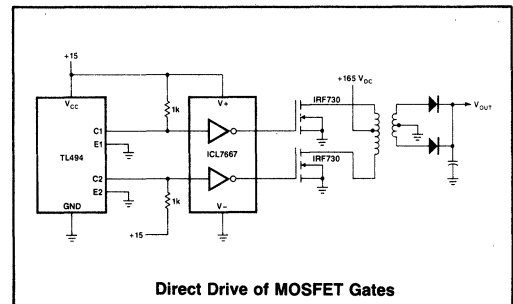 +15
+165 VDC
IRF730
VCC
1k
V+
C1
VOUT
E1
TL494
ICL7667
IRF730
C2
E2
1k
GND
V−
+15
Direct Drive of MOSFET Gates